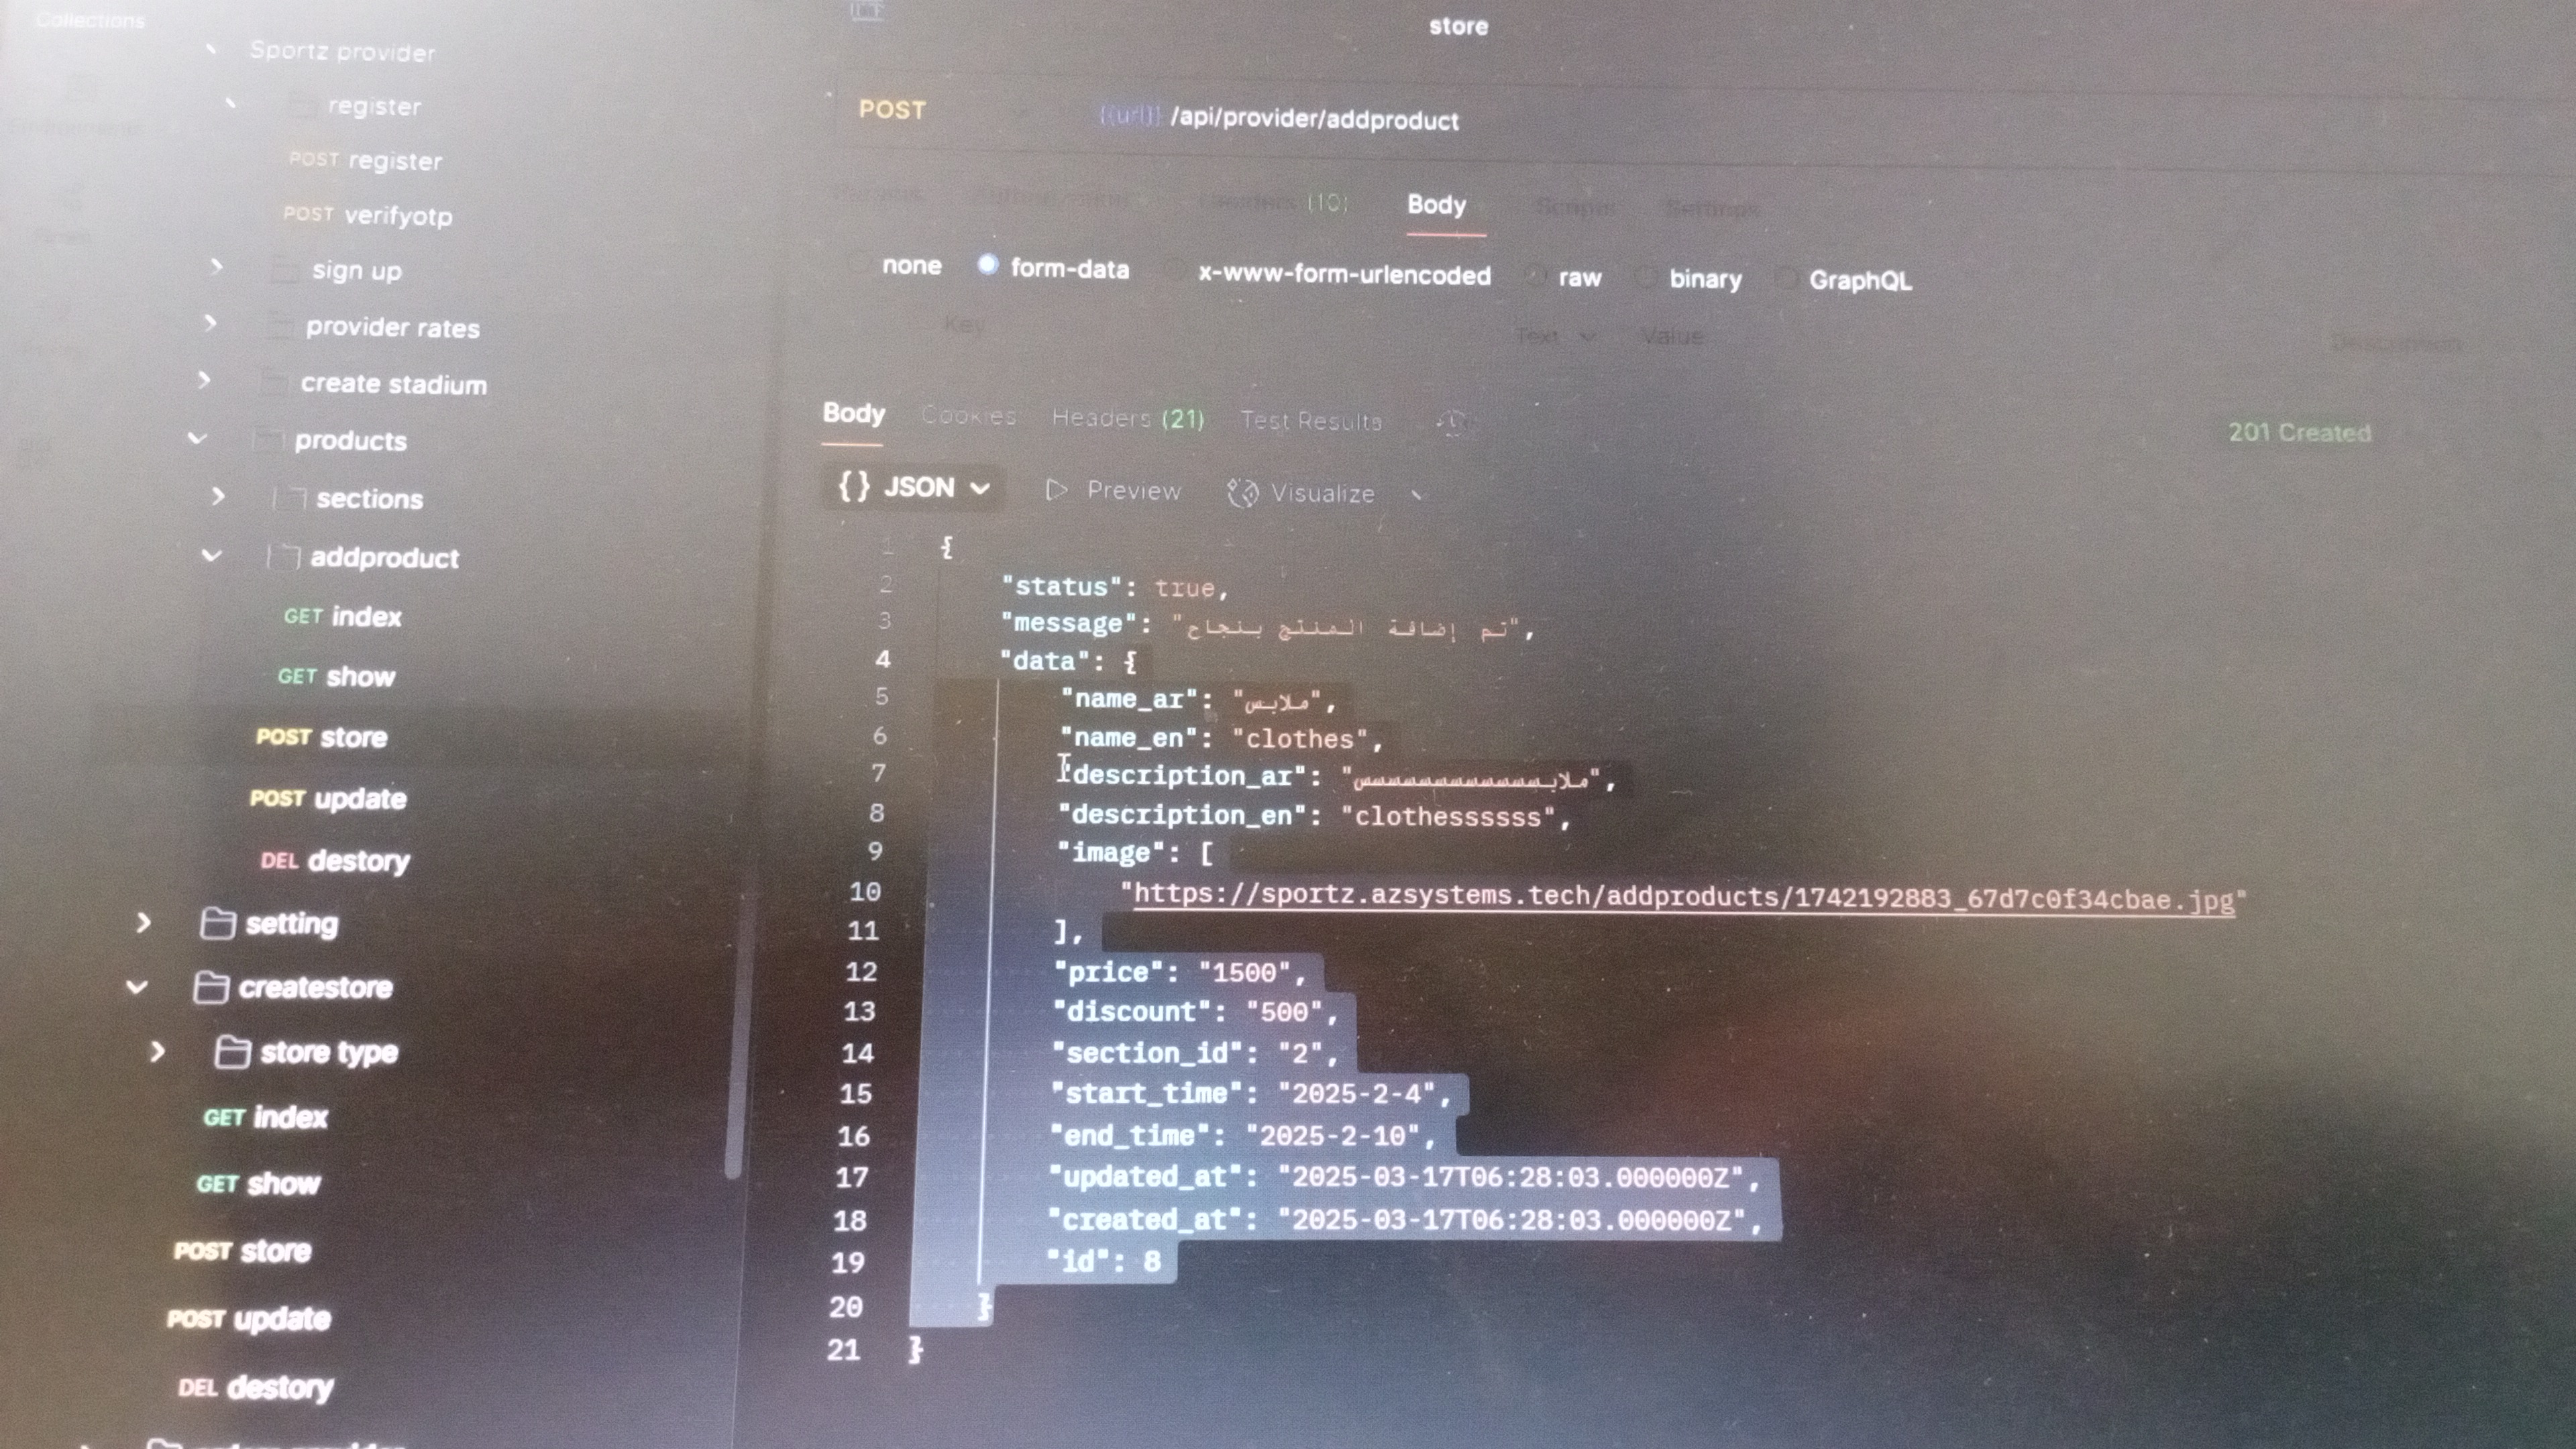 Collections
Sportz provider
register
POST register
POST verifyotp
sign up
provider rates
create stadium
products
sections
addproduct
GET index
GET show
POST store
POST update
DEL destory
setting
createstore
store type
GET index
GET show
POST store
POST update
DEL destory
store
POST {{url}} /api/provider/addproduct
Headers (10) Body Scripts Settings
none form-data x-www-form-urlencoded raw binary GraphQL
Key Text Value Description
Body Cookies Headers (21) Test Results 201 Created
{} JSON Preview Visualize
1 {
2 "status": true,
3 "message": "تم إضافة المنتج بنجاح",
4 "data": {
5 "name_ar": "ملابس",
6 "name_en": "clothes",
7 "description_ar": "ملابسسسسسسسسسسسس",
8 "description_en": "clothessssss",
9 "image": [
10 "https://sportz.azsystems.tech/addproducts/1742192883_67d7c0f34cbae.jpg"
11 ],
12 "price": "1500",
13 "discount": "500",
14 "section_id": "2",
15 "start_time": "2025-2-4",
16 "end_time": "2025-2-10",
17 "updated_at": "2025-03-17T06:28:03.000000Z",
18 "created_at": "2025-03-17T06:28:03.000000Z",
19 "id": 8
20 }
21 }